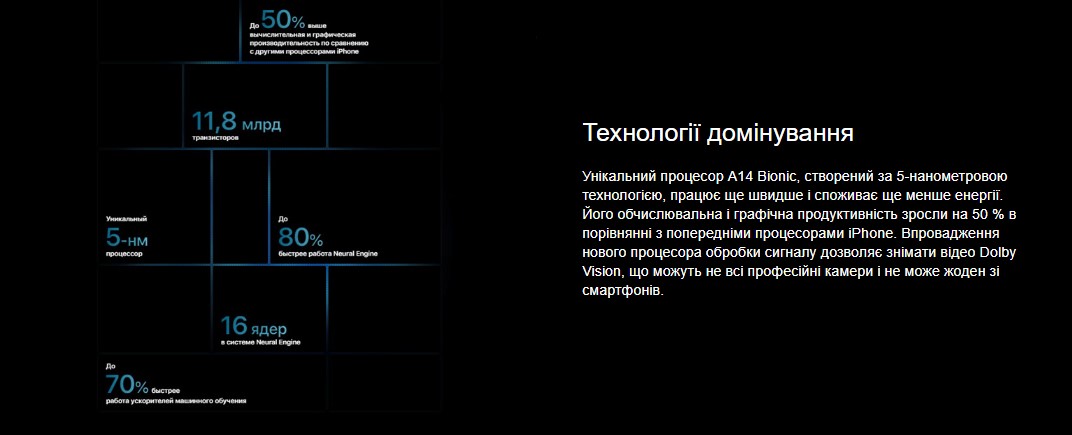 До 50% выше
вычислительная и графическая
производительность по сравнению
с другими процессорами iPhone
11,8 млрд
транзисторов
Уникальный
5-нм
процессор
До
80%
быстрее работа Neural Engine
16 ядер
в системе Neural Engine
До
70% быстрее
работа ускорителей машинного обучения
Технології домінування
Унікальний процесор A14 Bionic, створений за 5-нанометровою
технологією, працює ще швидше і споживає ще менше енергії.
Його обчислювальна і графічна продуктивність зросли на 50 % в
порівнянні з попередніми процесорами iPhone. Впровадження
нового процесора обробки сигналу дозволяє знімати відео Dolby
Vision, що можуть не всі професійні камери і не може жоден зі
смартфонів.